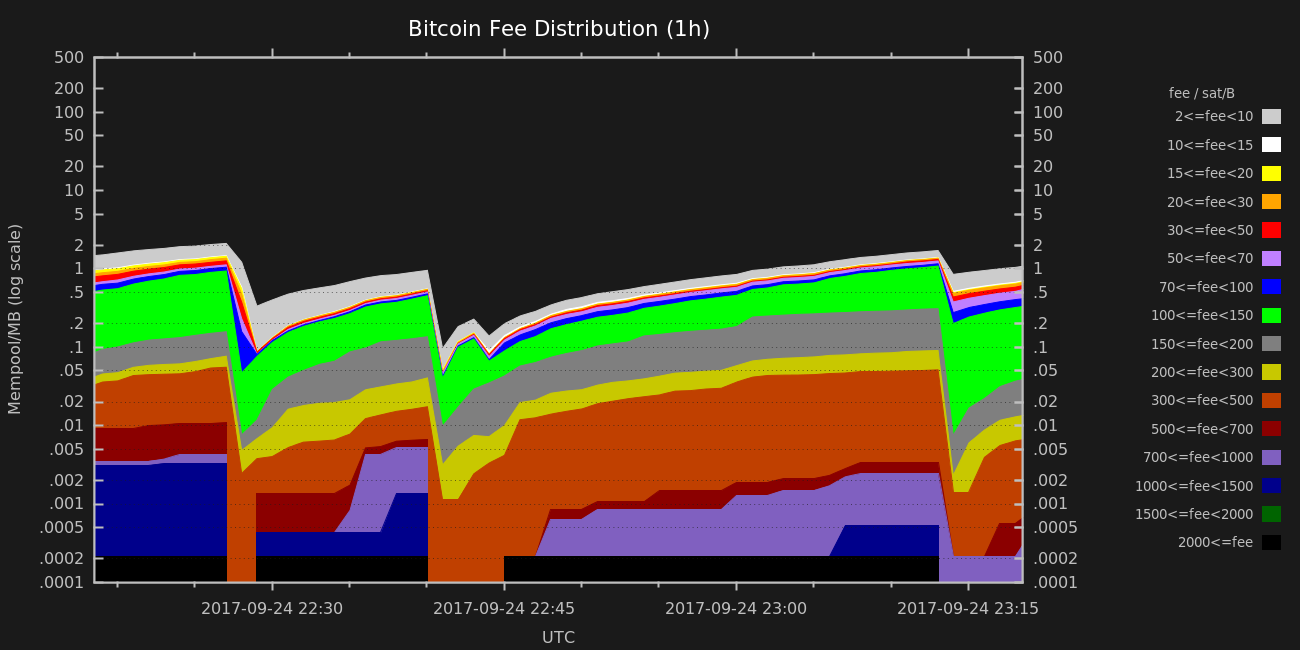 Bitcoin Fee Distribution (1h)
500
200
100
50
20
10
5
2
1
.5
.2
.1
.05
.02
.01
.005
.002
.001
.0005
.0002
.0001
Mempool/MB (log scale)
500
200
100
50
20
10
5
2
1
.5
.2
.1
.05
.02
.01
.005
.002
.001
.0005
.0002
.0001
2017-09-24 22:30
2017-09-24 22:45
2017-09-24 23:00
2017-09-24 23:15
UTC
fee / sat/B
2<=fee<10
10<=fee<15
15<=fee<20
20<=fee<30
30<=fee<50
50<=fee<70
70<=fee<100
100<=fee<150
150<=fee<200
200<=fee<300
300<=fee<500
500<=fee<700
700<=fee<1000
1000<=fee<1500
1500<=fee<2000
2000<=fee